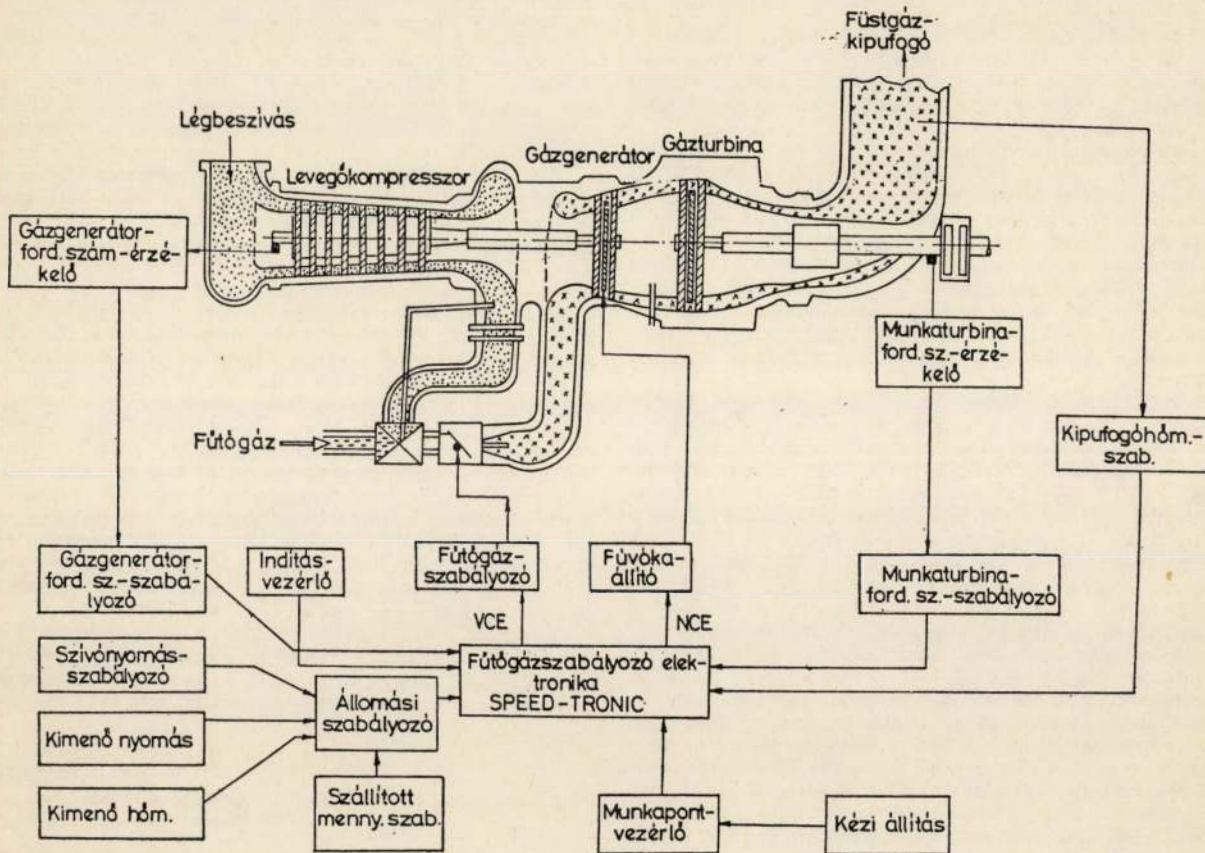 Füstgáz-
kipufogó
Légbeszívás
Levegőkompresszor
Gázgenerátor
Gázturbina
Gázgenerátor-
ford. szám-érzé-
kelő
Munkaturbina-
ford. sz.-érzé-
kelő
Fűtőgáz
Kipufogóhőm.-
szab.
Gázgenerátor-
ford. sz.-szabá-
lyozó
Indítás-
vezérlő
Fűtőgáz-
szabályozó
Fúvóka-
állító
Munkaturbina-
ford. sz.-szabályozó
VCE
NCE
Szívónyomás-
szabályozó
Fűtőgázszabályozó elek-
tronika
SPEED-TRONIC
Állomási
szabályozó
Kimenő nyomás
Kimenő hőm.
Szállított
menny. szab.
Munkapont-
vezérlő
Kézi állítás